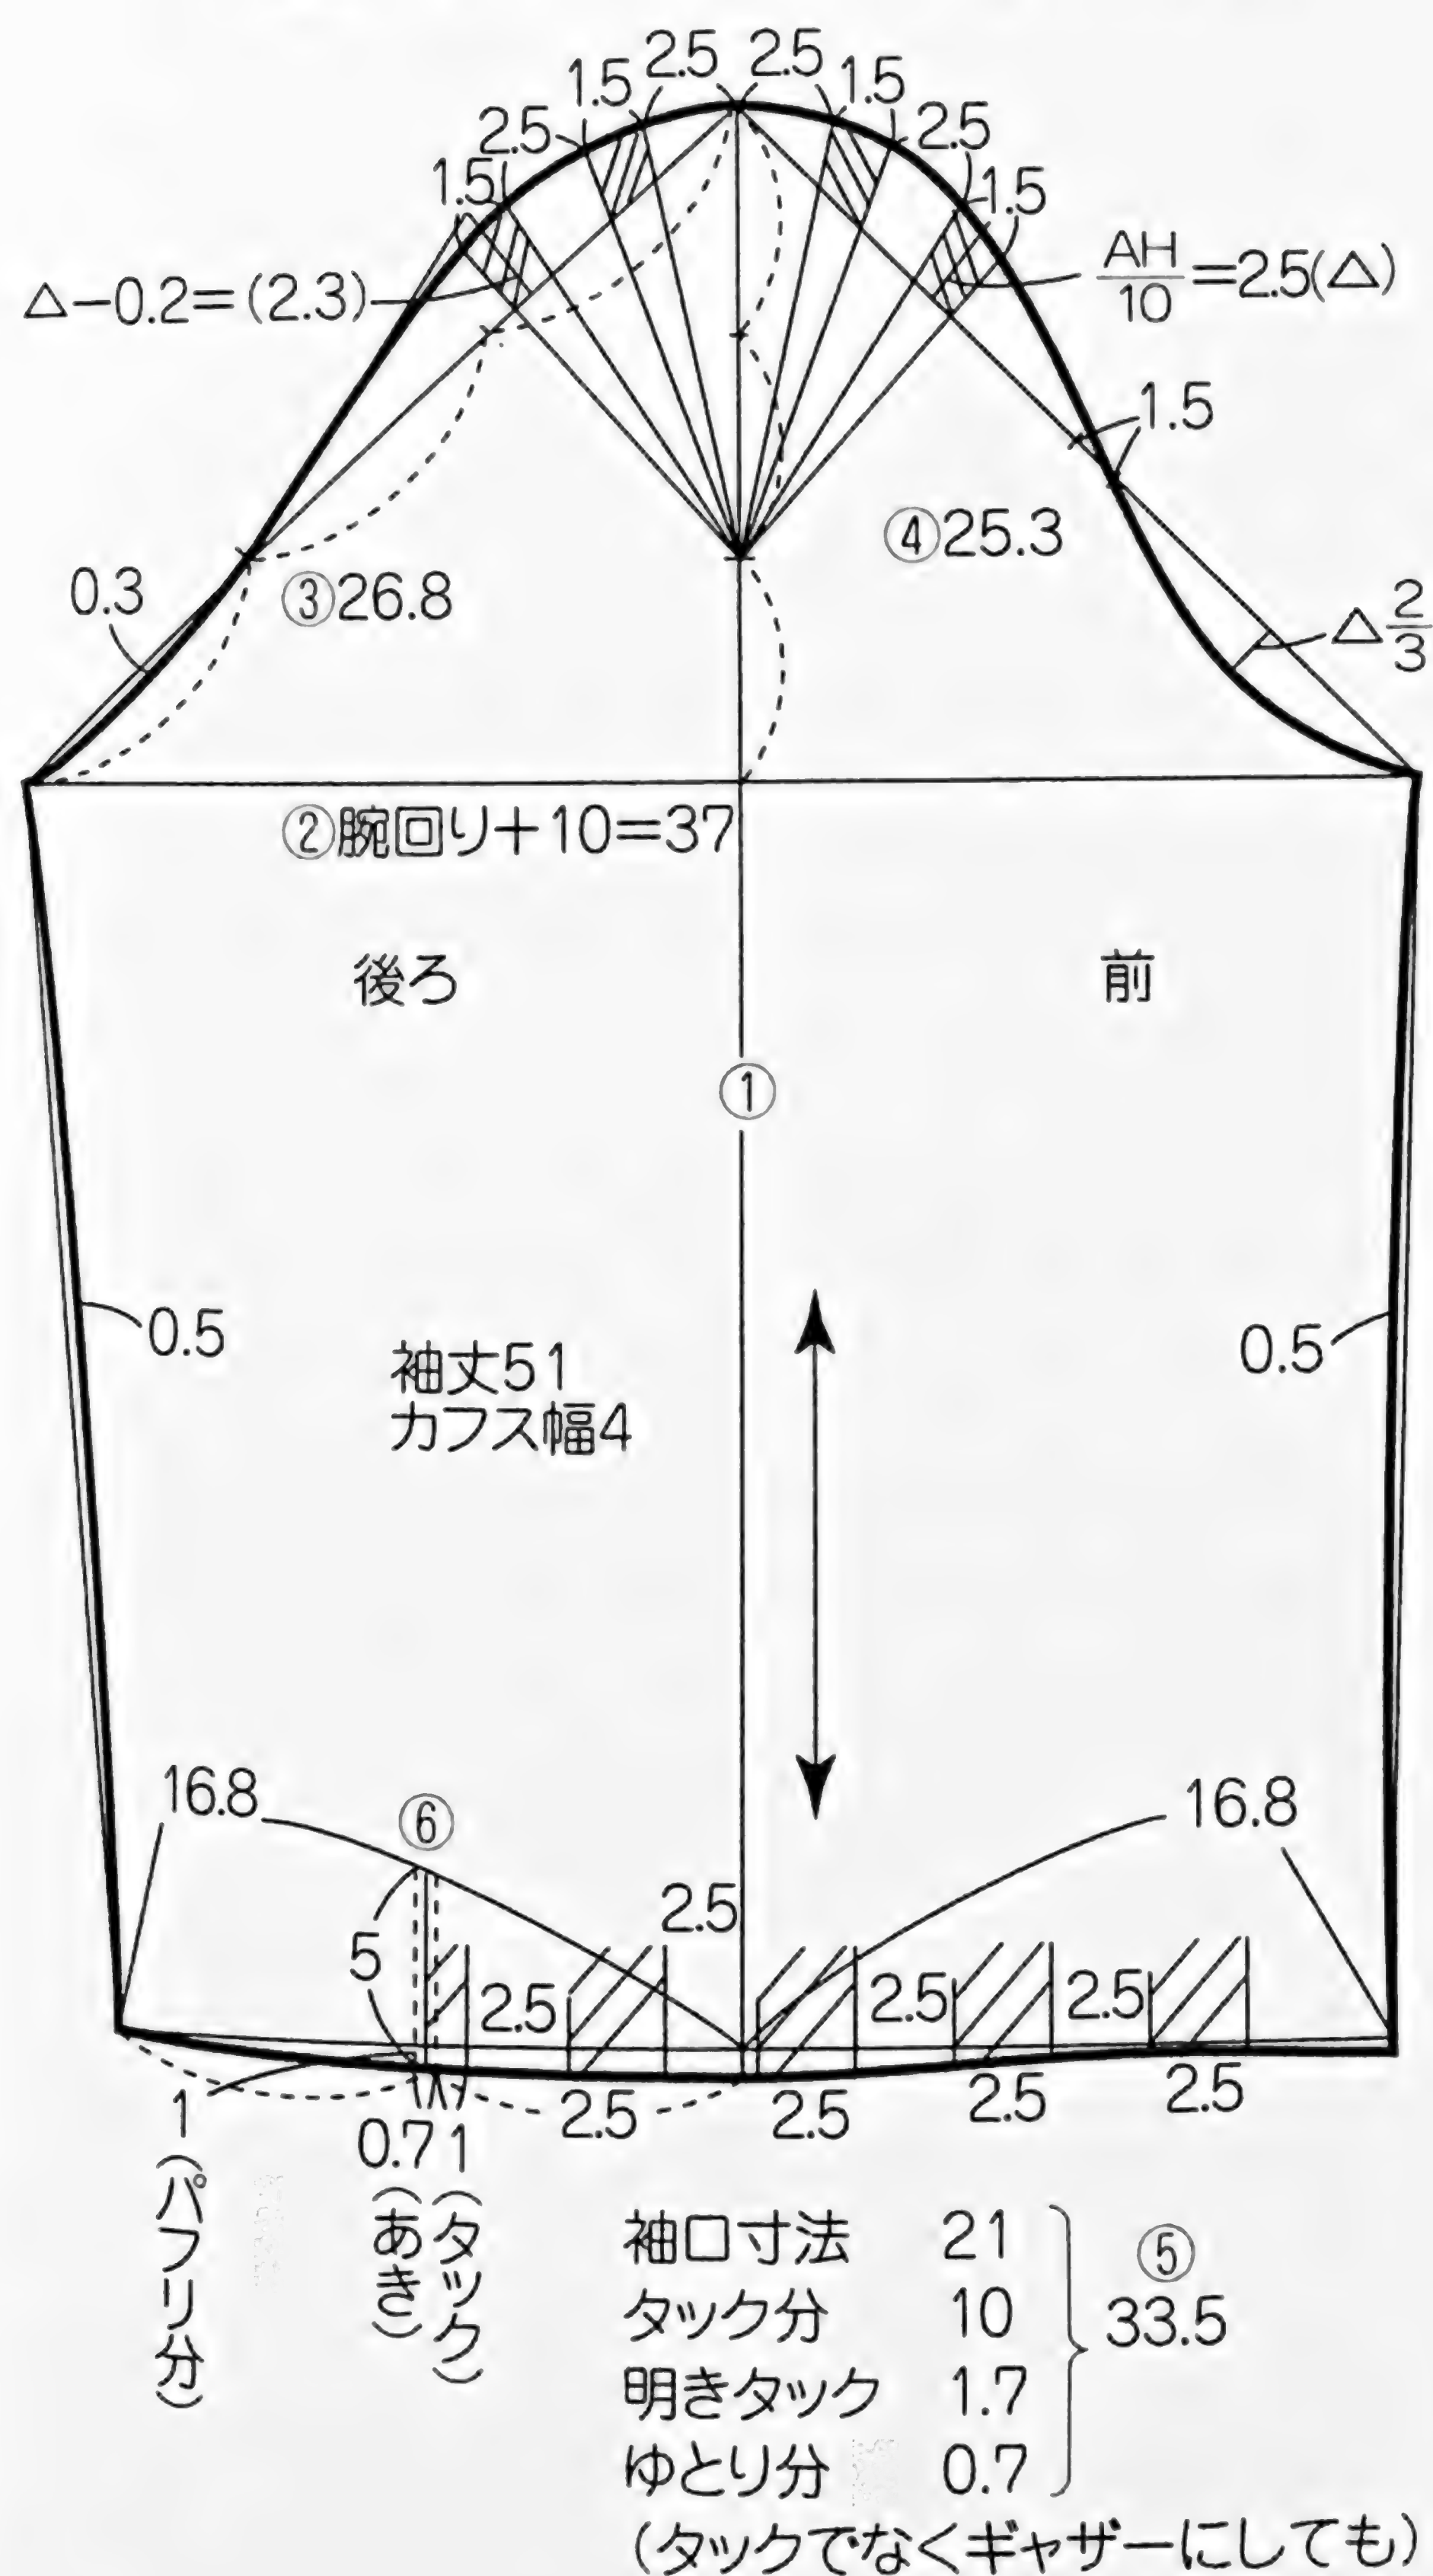 2.5 2.5
1.5 1.5
2.5 2.5
1.5 1.5
△−0.2=(2.3)
AH/10=2.5(△)
1.5
④25.3
0.3
③26.8
△2/3
②腕回り+10=37
後ろ 前
①
0.5 0.5
袖丈51
カフス幅4
16.8 ⑥ 16.8
2.5
5
2.5 2.5 2.5
2.5 2.5 2.5 2.5
1(パフリ分)
0.7(あき)
1(タック)
袖口寸法 21
タック分 10
明きタック 1.7
ゆとり分 0.7
⑤
33.5
(タックでなくギャザーにしても)